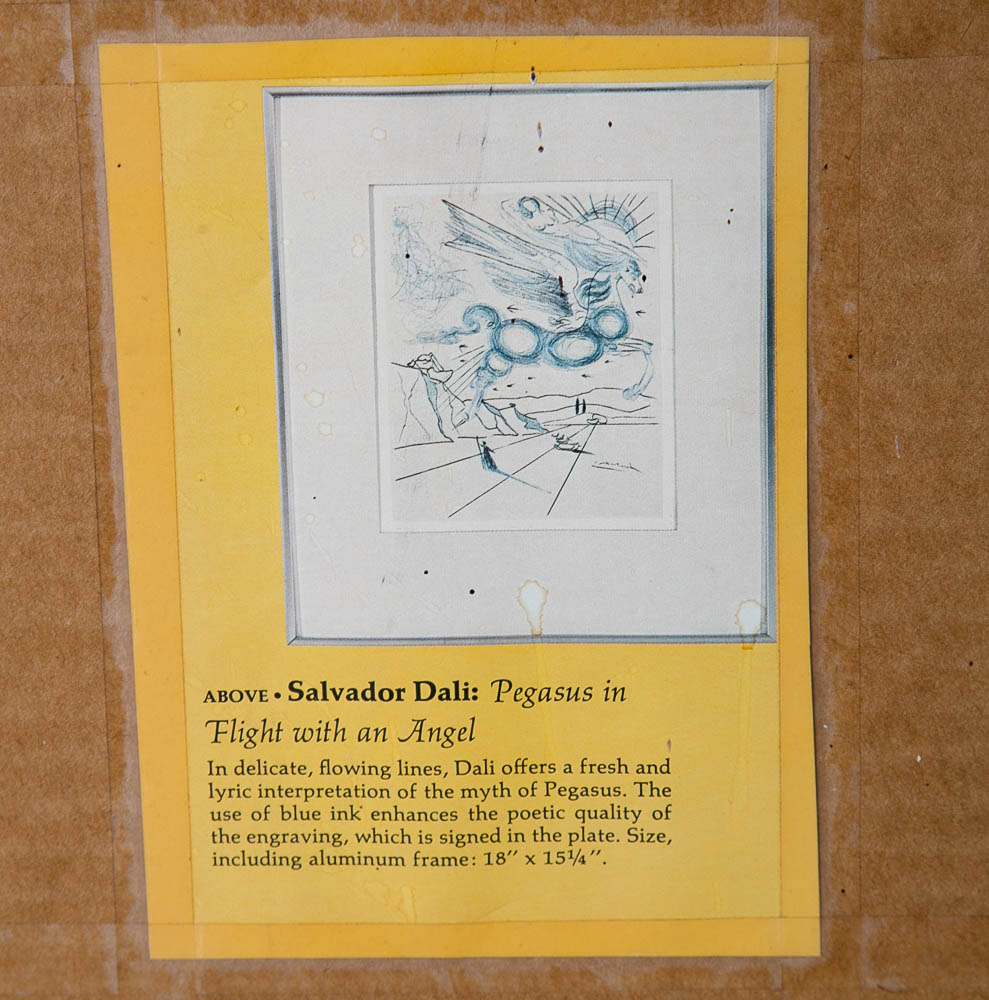 ABOVE • Salvador Dali: Pegasus in
Flight with an Angel
In delicate, flowing lines, Dali offers a fresh and
lyric interpretation of the myth of Pegasus. The
use of blue ink enhances the poetic quality of
the engraving, which is signed in the plate. Size,
including aluminum frame: 18″ x 15¼″.